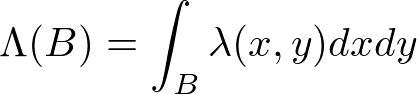 Λ(B) = ∫_B λ(x, y)dxdy